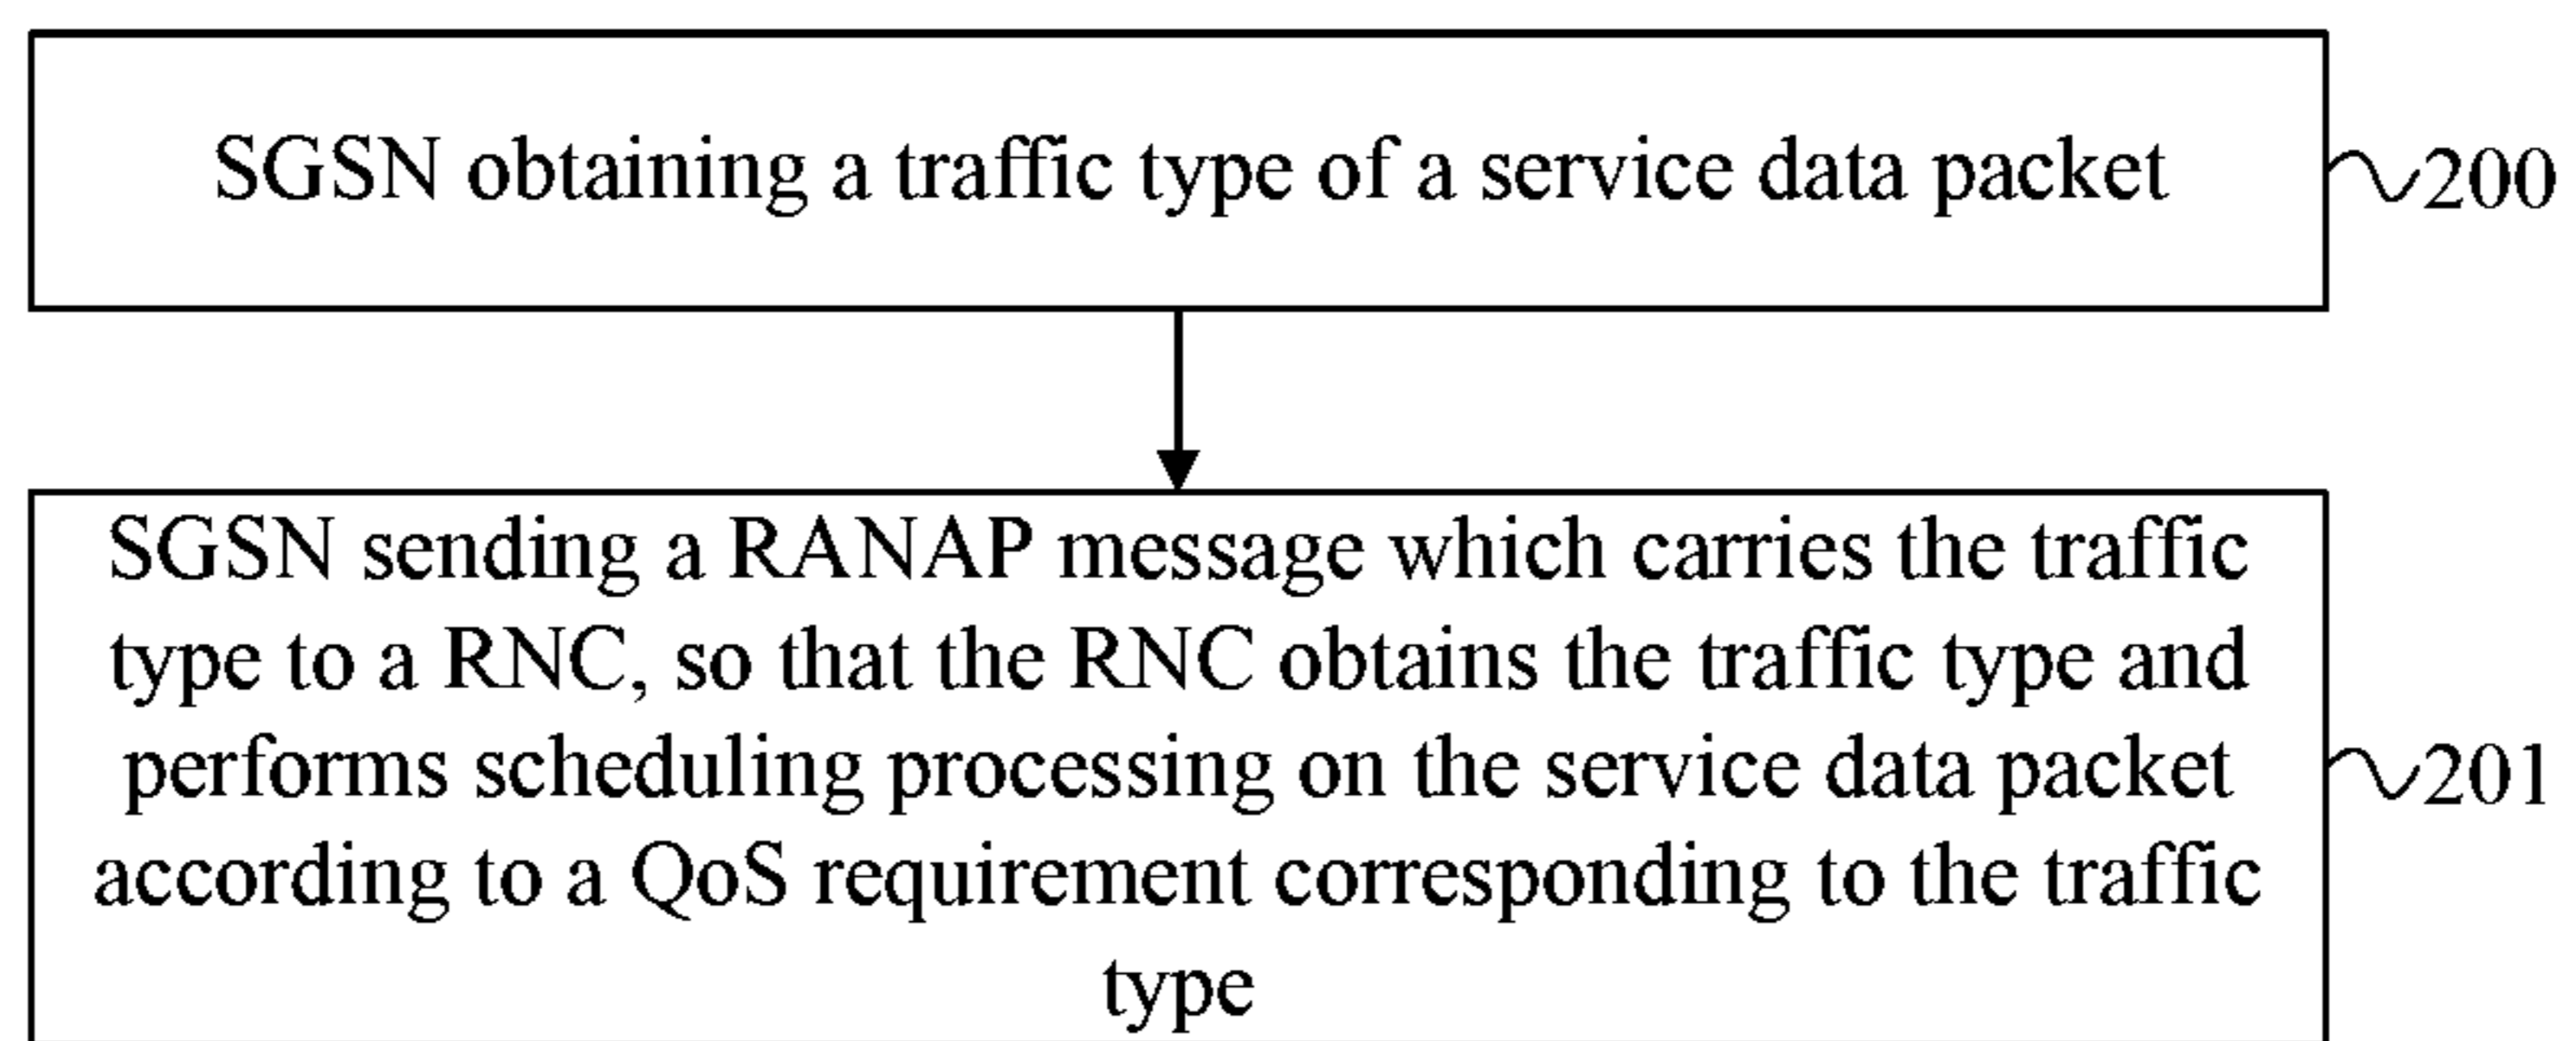 SGSN obtaining a traffic type of a service data packet
200
SGSN sending a RANAP message which carries the traffic
type to a RNC, so that the RNC obtains the traffic type and
performs scheduling processing on the service data packet
201
according to a QoS requirement corresponding to the traffic
type